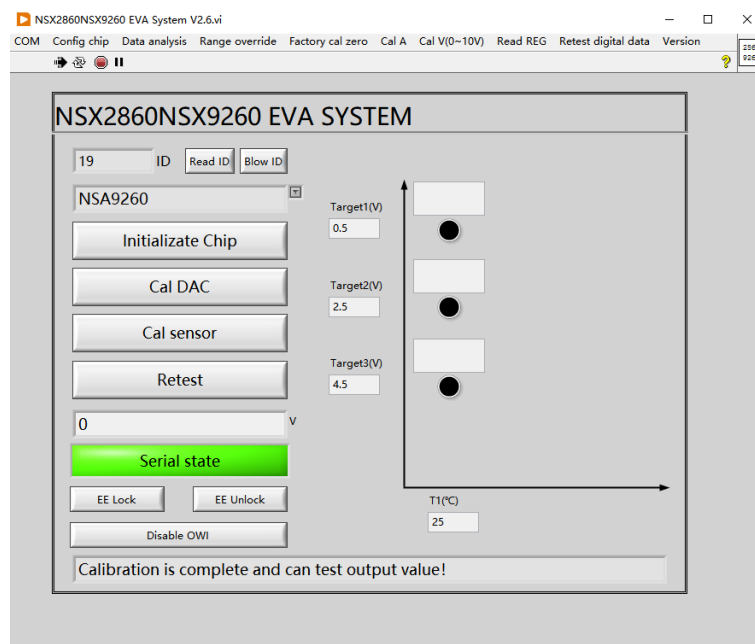 NSX2860NSX9260 EVA System V2.6.vi
COM Config chip Data analysis Range override Factory cal zero Cal A Cal V(0~10V) Read REG Retest digital data Version
NSX2860NSX9260 EVA SYSTEM
19 ID Read ID Blow ID
NSA9260
Initializate Chip
Cal DAC
Cal sensor
Retest
0 V
Serial state
EE Lock EE Unlock
Disable OWI
Target1(V)
0.5
Target2(V)
2.5
Target3(V)
4.5
T1(℃)
25
Calibration is complete and can test output value!